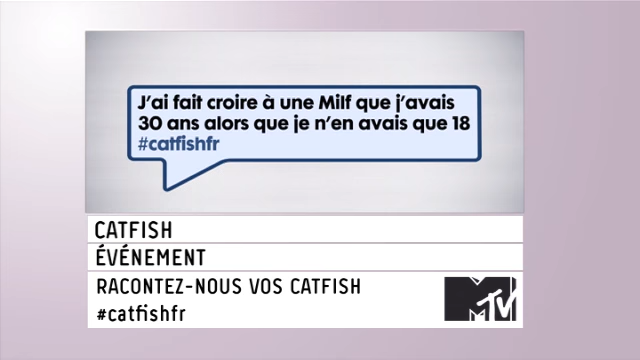 J'ai fait croire à une Milf que j'avais
30 ans alors que je n'en avais que 18
#catfishfr
CATFISH
ÉVÉNEMENT
RACONTEZ-NOUS VOS CATFISH
#catfishfr
MTV